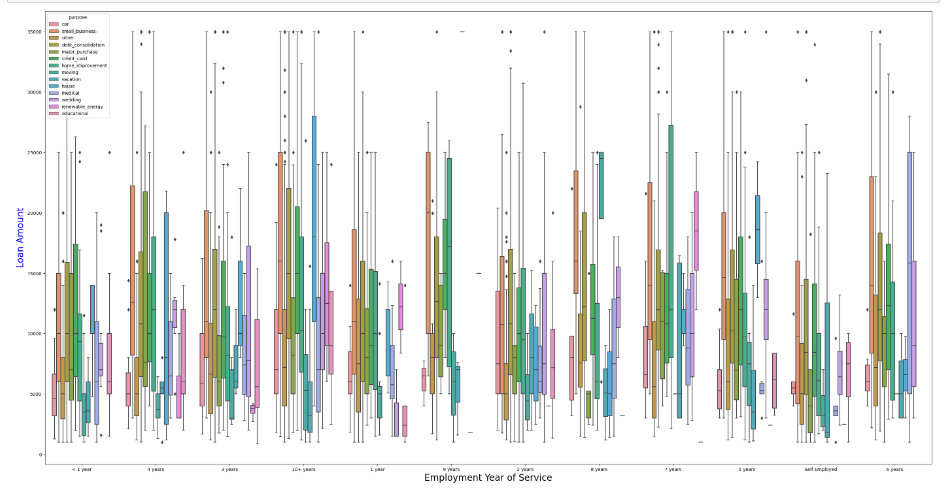 purpose
car
small_business
other
debt_consolidation
major_purchase
credit_card
home_improvement
moving
vacation
house
medical
wedding
renewable_energy
educational
35000
30000
25000
20000
15000
10000
5000
0
Loan Amount
< 1 year 4 years 3 years 10+ years 1 year 9 years 2 years 8 years 7 years 5 years Self Employed 6 years
Employment Year of Service